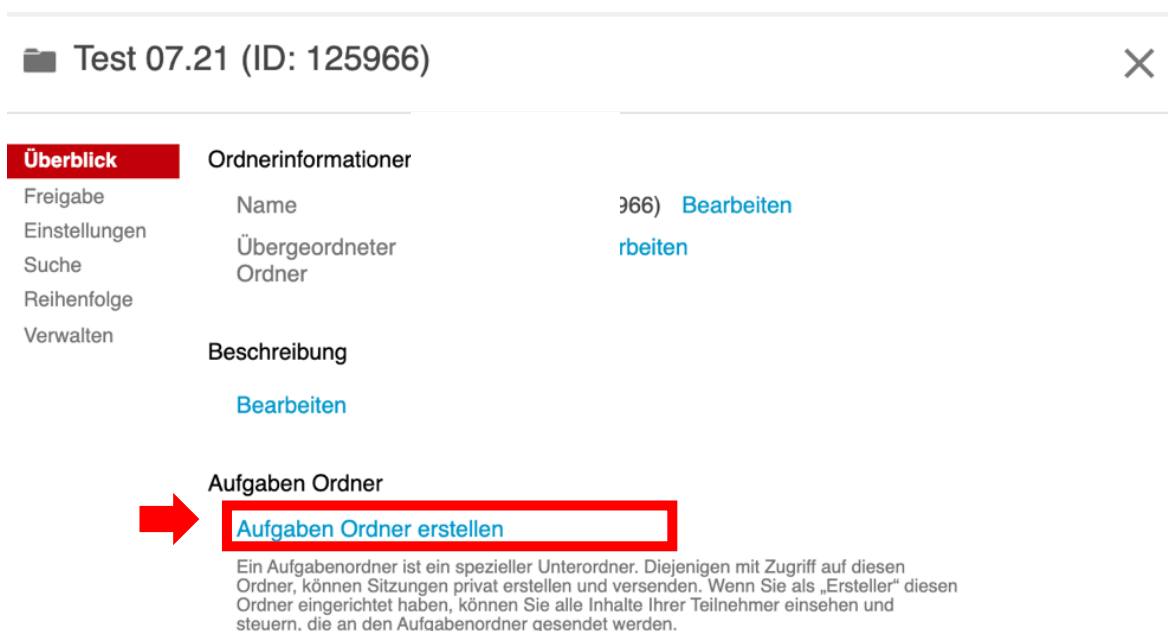 Test 07.21 (ID: 125966)
Überblick
Freigabe
Einstellungen
Suche
Reihenfolge
Verwalten
Ordnerinformationen
Name 966) Bearbeiten
Übergeordneter rbeiten
Ordner
Beschreibung
Bearbeiten
Aufgaben Ordner
Aufgaben Ordner erstellen
Ein Aufgabenordner ist ein spezieller Unterordner. Diejenigen mit Zugriff auf diesen
Ordner, können Sitzungen privat erstellen und versenden. Wenn Sie als „Ersteller“ diesen
Ordner eingerichtet haben, können Sie alle Inhalte Ihrer Teilnehmer einsehen und
steuern, die an den Aufgabenordner gesendet werden.